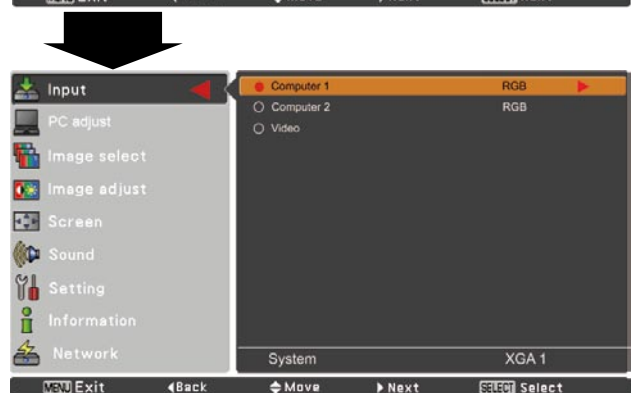 Input
Computer 1 RGB
Computer 2 RGB
Video
PC adjust
Image select
Image adjust
Screen
Sound
Setting
Information
Network
System XGA 1
MENU Exit Back Move Next SELECT Select